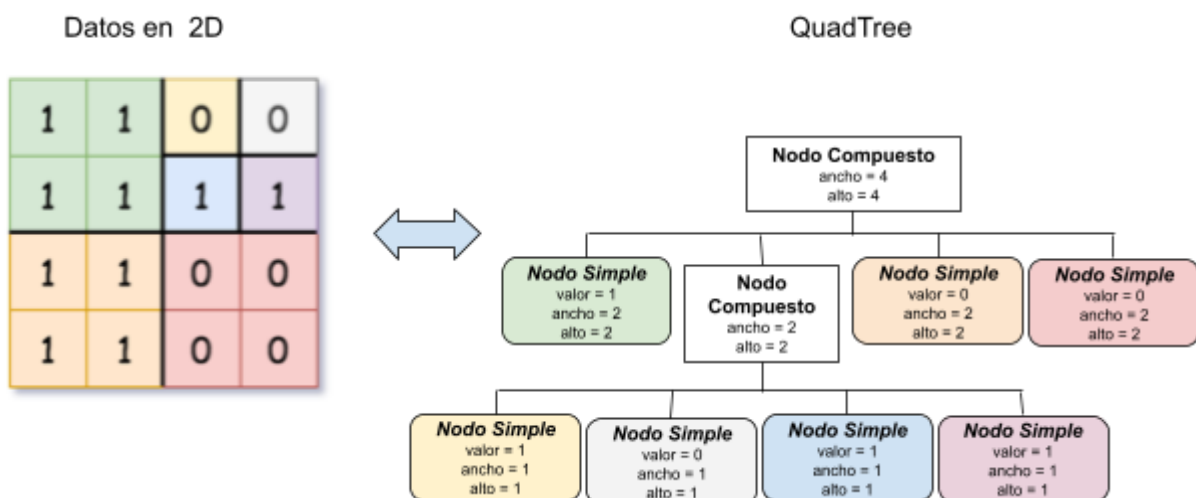 Datos en 2D
QuadTree
1 1 0 0
1 1 1 1
1 1 0 0
1 1 0 0
Nodo Compuesto
ancho = 4
alto = 4
Nodo Simple
valor = 1
ancho = 2
alto = 2
Nodo
Compuesto
ancho = 2
alto = 2
Nodo Simple
valor = 0
ancho = 2
alto = 2
Nodo Simple
valor = 0
ancho = 2
alto = 2
Nodo Simple
valor = 1
ancho = 1
alto = 1
Nodo Simple
valor = 0
ancho = 1
alto = 1
Nodo Simple
valor = 1
ancho = 1
alto = 1
Nodo Simple
valor = 1
ancho = 1
alto = 1